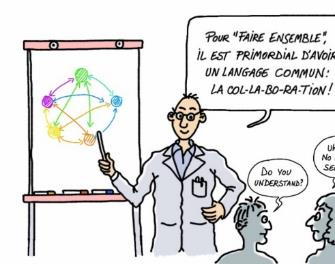 POUR "FAIRE ENSEMBLE",
IL EST PRIMORDIAL D'AVOIR
UN LANGAGE COMMUN:
LA COL-LA-BO-RA-TION!
DO YOU
UNDERSTAND?
NO